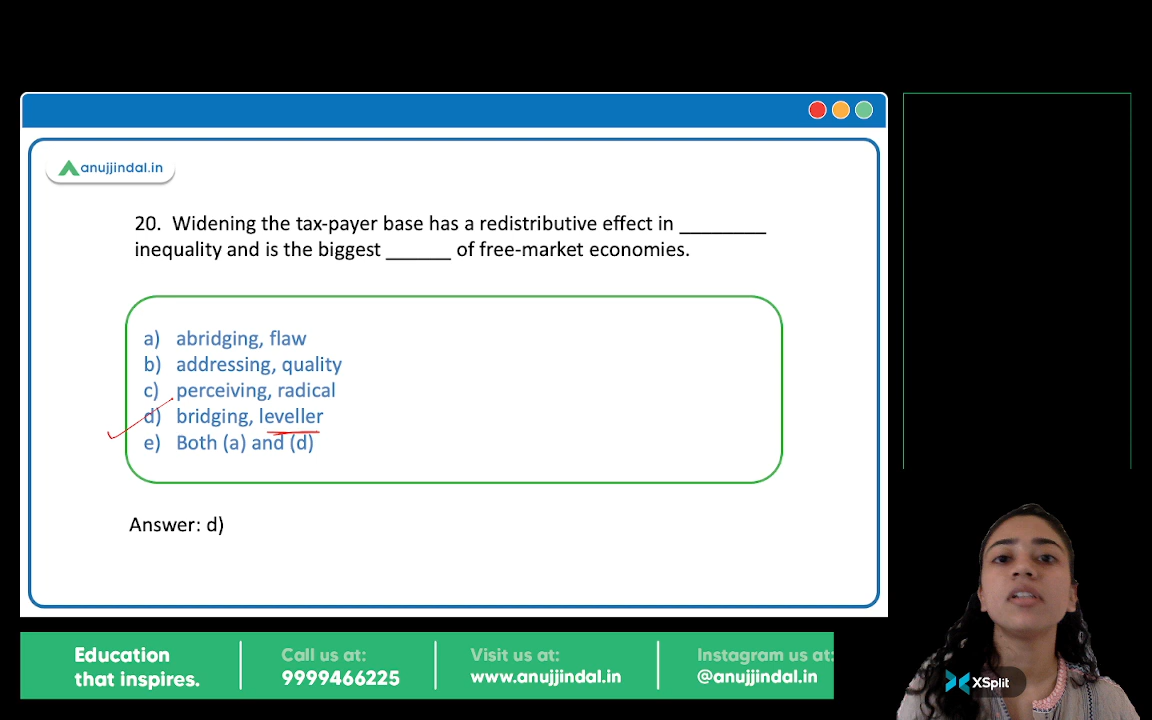 anujjindal.in
20. Widening the tax-payer base has a redistributive effect in _________
inequality and is the biggest ______ of free-market economies.
a) abridging, flaw
b) addressing, quality
c) perceiving, radical
d) bridging, leveller
e) Both (a) and (d)
Answer: d)
Education
that inspires.
Call us at:
9999466225
Visit us at:
www.anujjindal.in
Instagram us at:
@anujjindal.in
XSplit